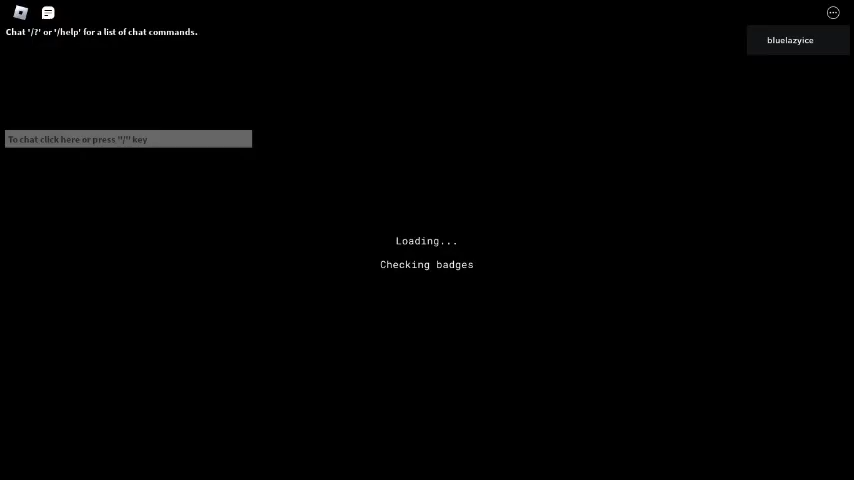 Chat '/?' or '/help' for a list of chat commands.
bluelazyice
To chat click here or press "/" key
Loading...
Checking badges